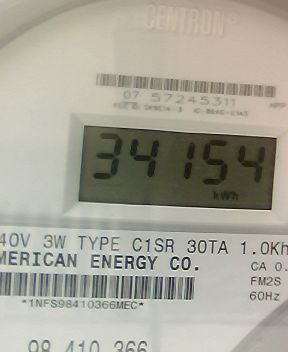 CENTRON®
07 57245311
APP
34154
kWh
40V 3W TYPE C1SR 30TA 1.0Kh
MERICAN ENERGY CO.
CA 0.
FM2S
60Hz
*1NFS98410366MEC*
98 410 366